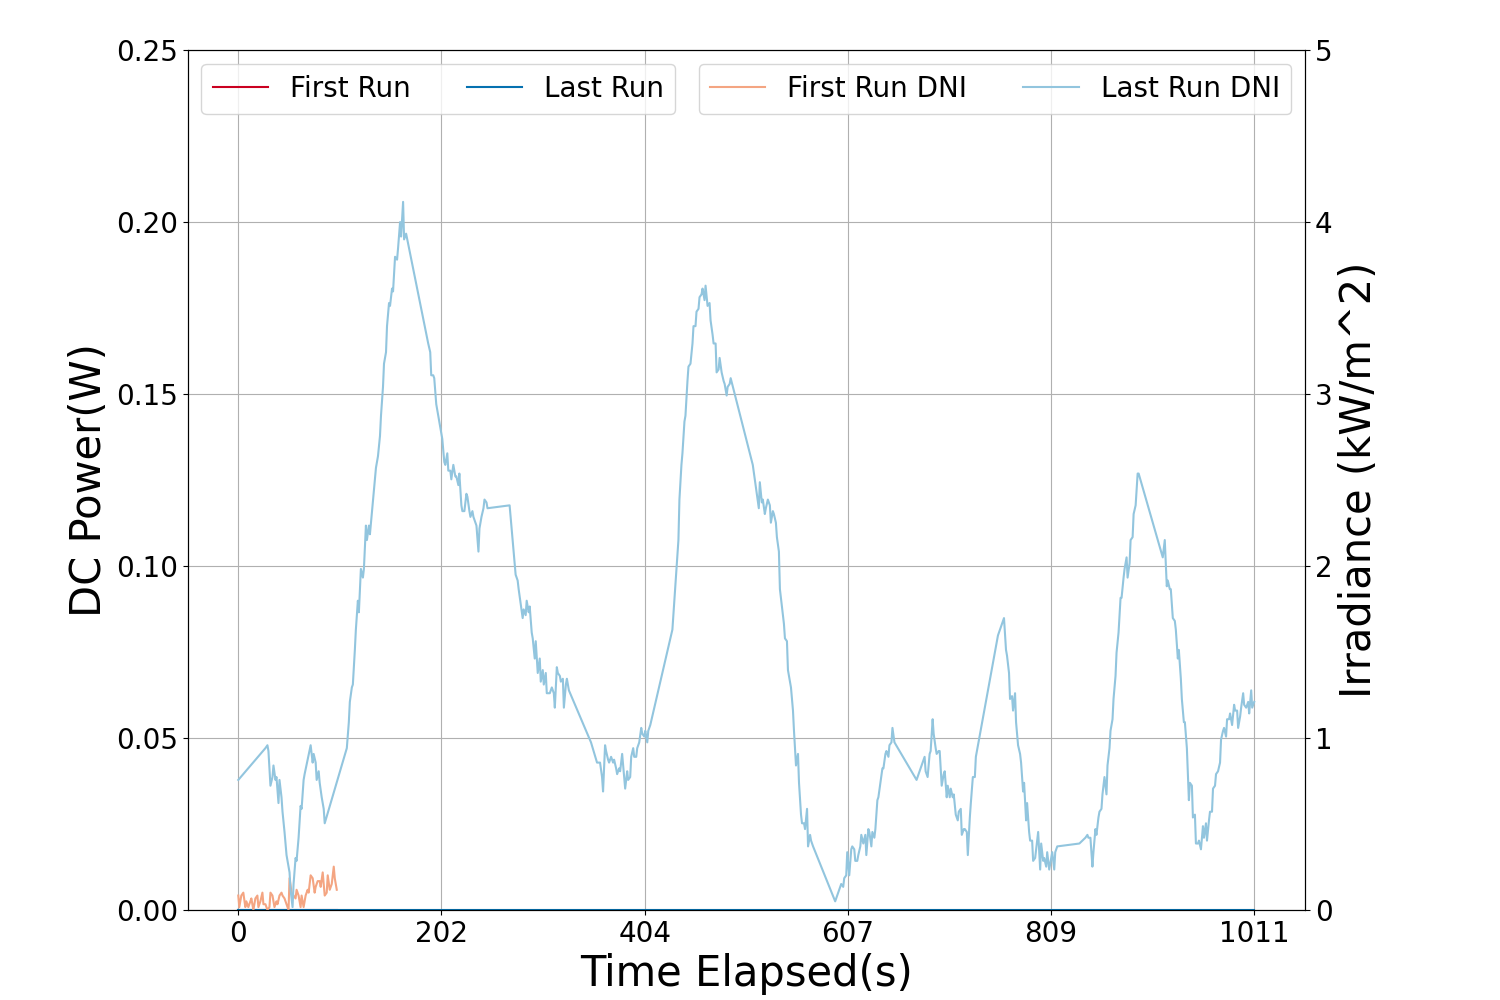 First Run
Last Run
First Run DNI
Last Run DNI
DC Power(W)
0.25
0.20
0.15
0.10
0.05
0.00
5
4
3
2
1
0
Irradiance (kW/m^2)
0 202 404 607 809 1011
Time Elapsed(s)